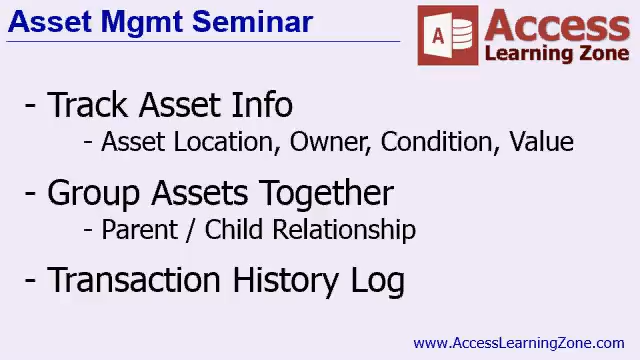 Asset Mgmt Seminar
A
Access
Learning Zone
- Track Asset Info
- Asset Location, Owner, Condition, Value
- Group Assets Together
- Parent / Child Relationship
- Transaction History Log
www.AccessLearningZone.com